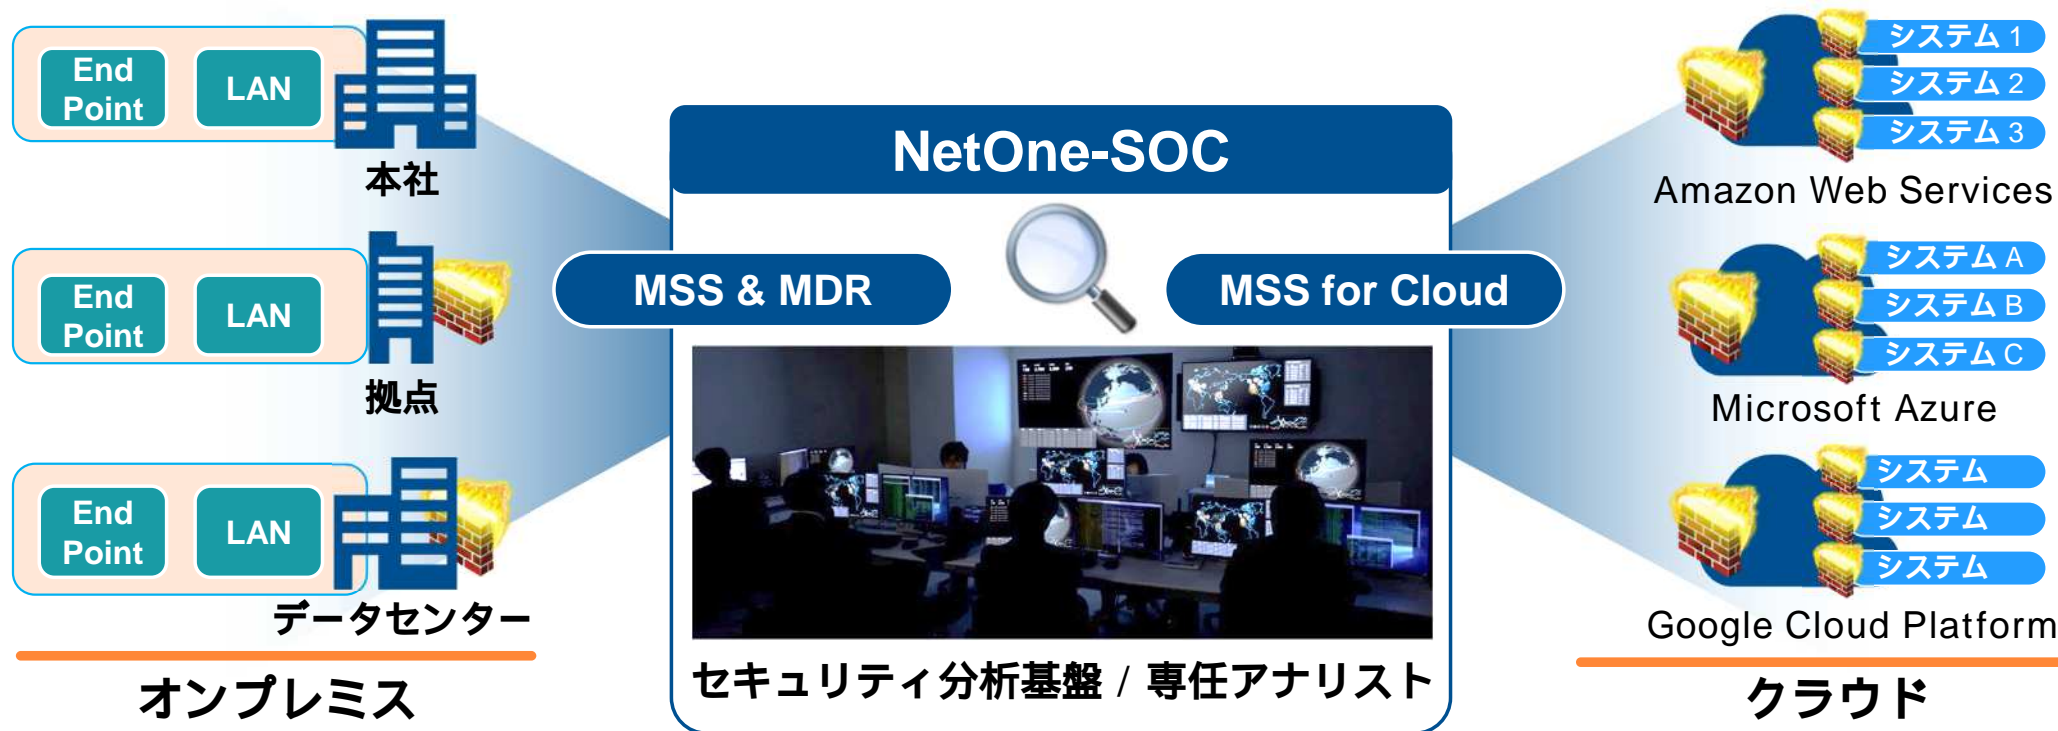 End
Point
LAN
本社
End
Point
LAN
拠点
End
Point
LAN
データセンター
オンプレミス
NetOne-SOC
MSS & MDR
MSS for Cloud
セキュリティ分析基盤 / 専任アナリスト
システム 1
システム 2
システム 3
Amazon Web Services
システム A
システム B
システム C
Microsoft Azure
システム
システム
システム
Google Cloud Platform
クラウド